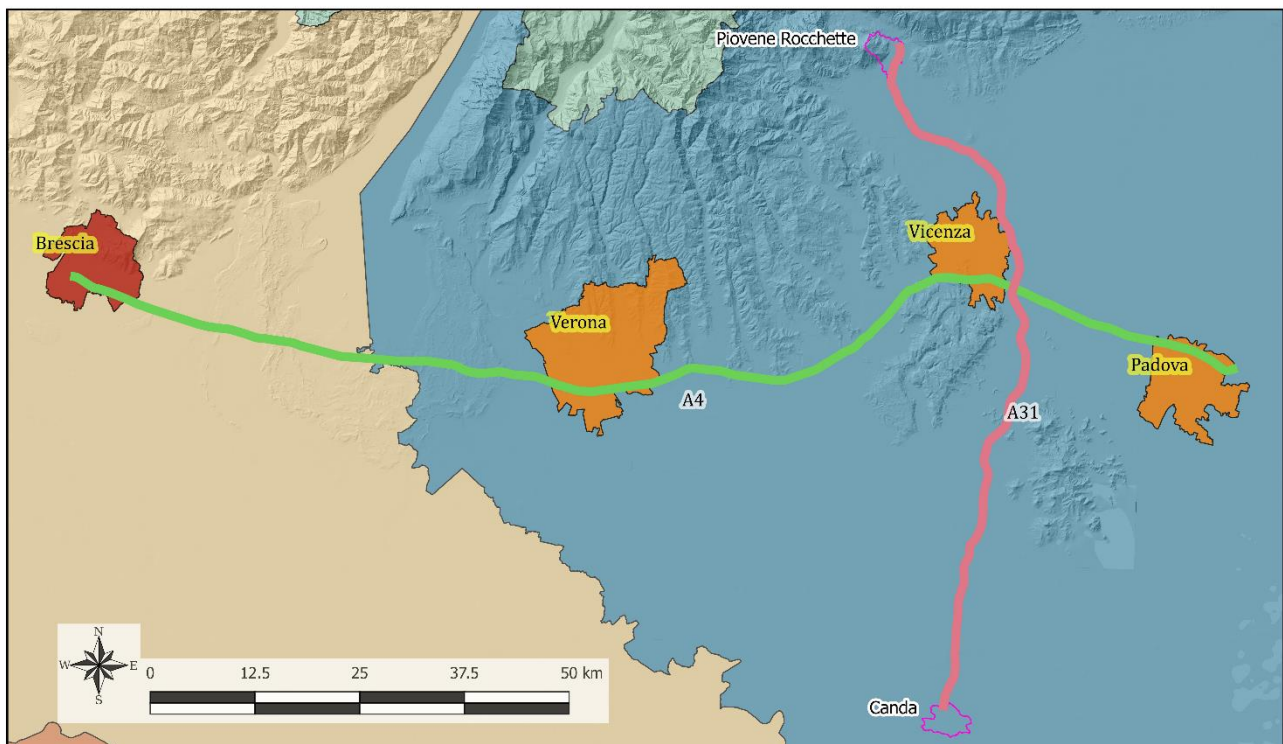 Piovene Rocchette
Vicenza
Brescia
Verona
Padova
A4
A31
N
W E
S
0 12.5 25 37.5 50 km
Canda